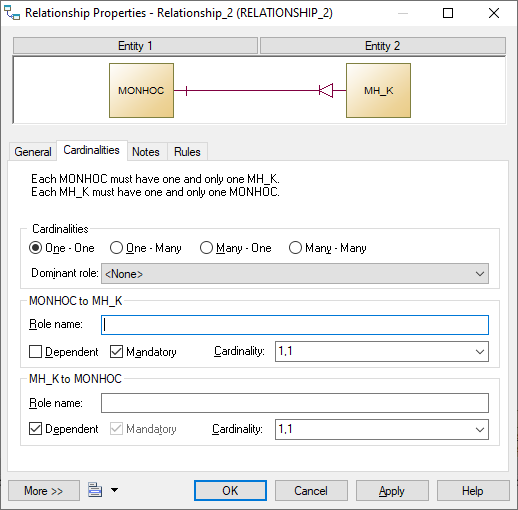 Relationship Properties - Relationship_2 (RELATIONSHIP_2)
Entity 1 Entity 2
MONHOC MH_K
General Cardinalities Notes Rules
Each MONHOC must have one and only one MH_K.
Each MH_K must have one and only one MONHOC.
Cardinalities
One - One One - Many Many - One Many - Many
Dominant role: <None>
MONHOC to MH_K
Role name:
Dependent Mandatory Cardinality: 1,1
MH_K to MONHOC
Role name:
Dependent Mandatory Cardinality: 1,1
More >> OK Cancel Apply Help